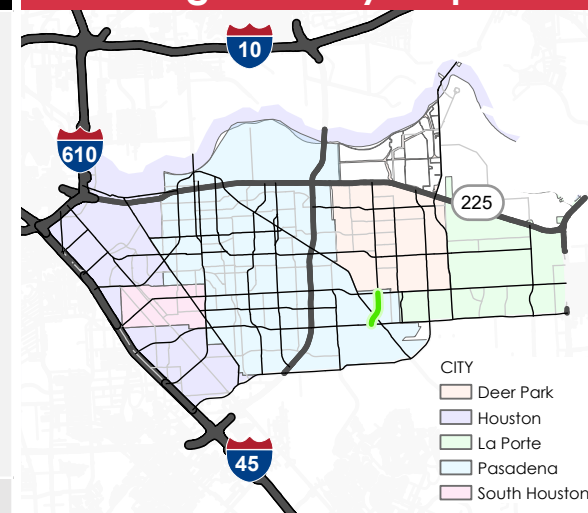 10
610
225
CITY
Deer Park
Houston
La Porte
Pasadena
South Houston
45